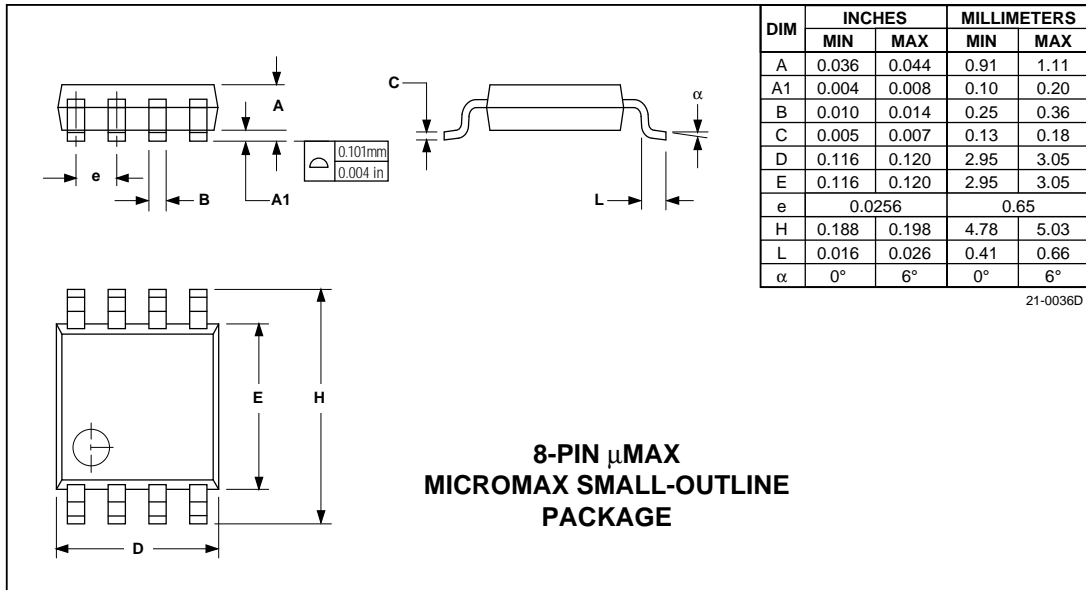 DIM INCHES MILLIMETERS
MIN MAX MIN MAX
A 0.036 0.044 0.91 1.11
A1 0.004 0.008 0.10 0.20
B 0.010 0.014 0.25 0.36
C 0.005 0.007 0.13 0.18
D 0.116 0.120 2.95 3.05
E 0.116 0.120 2.95 3.05
e 0.0256 0.65
H 0.188 0.198 4.78 5.03
L 0.016 0.026 0.41 0.66
α 0° 6° 0° 6°
21-0036D
A
C
α
0.101mm
0.004 in
e
B
A1
L
E
H
D
8-PIN μMAX
MICROMAX SMALL-OUTLINE
PACKAGE